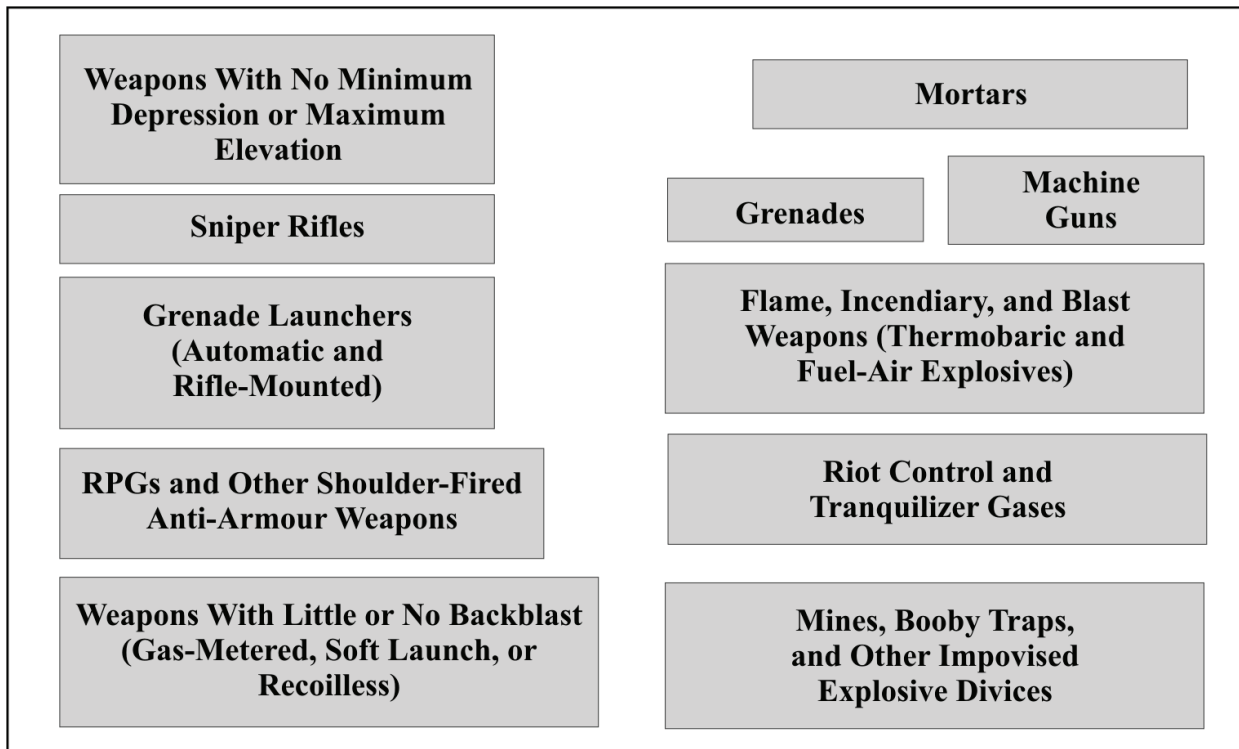 Weapons With No Minimum
Depression or Maximum
Elevation
Sniper Rifles
Grenade Launchers
(Automatic and
Rifle-Mounted)
RPGs and Other Shoulder-Fired
Anti-Armour Weapons
Weapons With Little or No Backblast
(Gas-Metered, Soft Launch, or
Recoilless)
Mortars
Grenades
Machine
Guns
Flame, Incendiary, and Blast
Weapons (Thermobaric and
Fuel-Air Explosives)
Riot Control and
Tranquilizer Gases
Mines, Booby Traps,
and Other Impovised
Explosive Divices